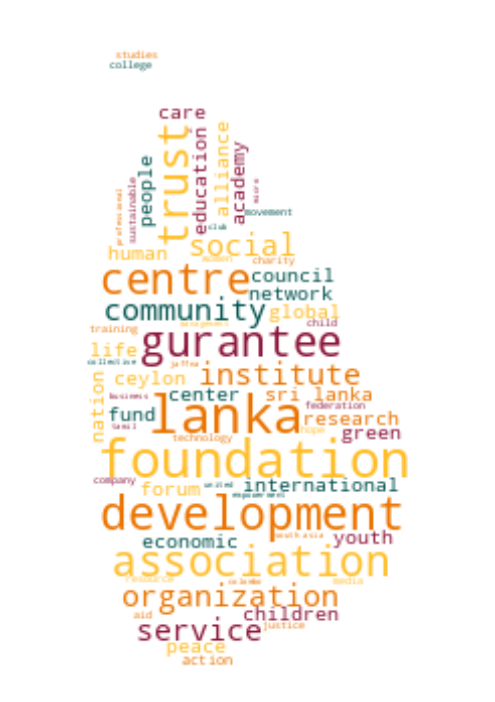 studies
college
care
trust
education
alliance
academy
people
sustainable
professional
micro
movement
club
human
social
women
charity
centre
council
network
community
global
training
management
child
gurantee
life
collective
jaffna
ceylon
institute
nation
business
center
sri lanka
fund
lanka
federation
research
tamil
hope
green
technology
foundation
company
forum
united
international
empowerment
development
economic
south asia
youth
association
resource
colombo
media
organization
aid
children
service
justice
peace
action